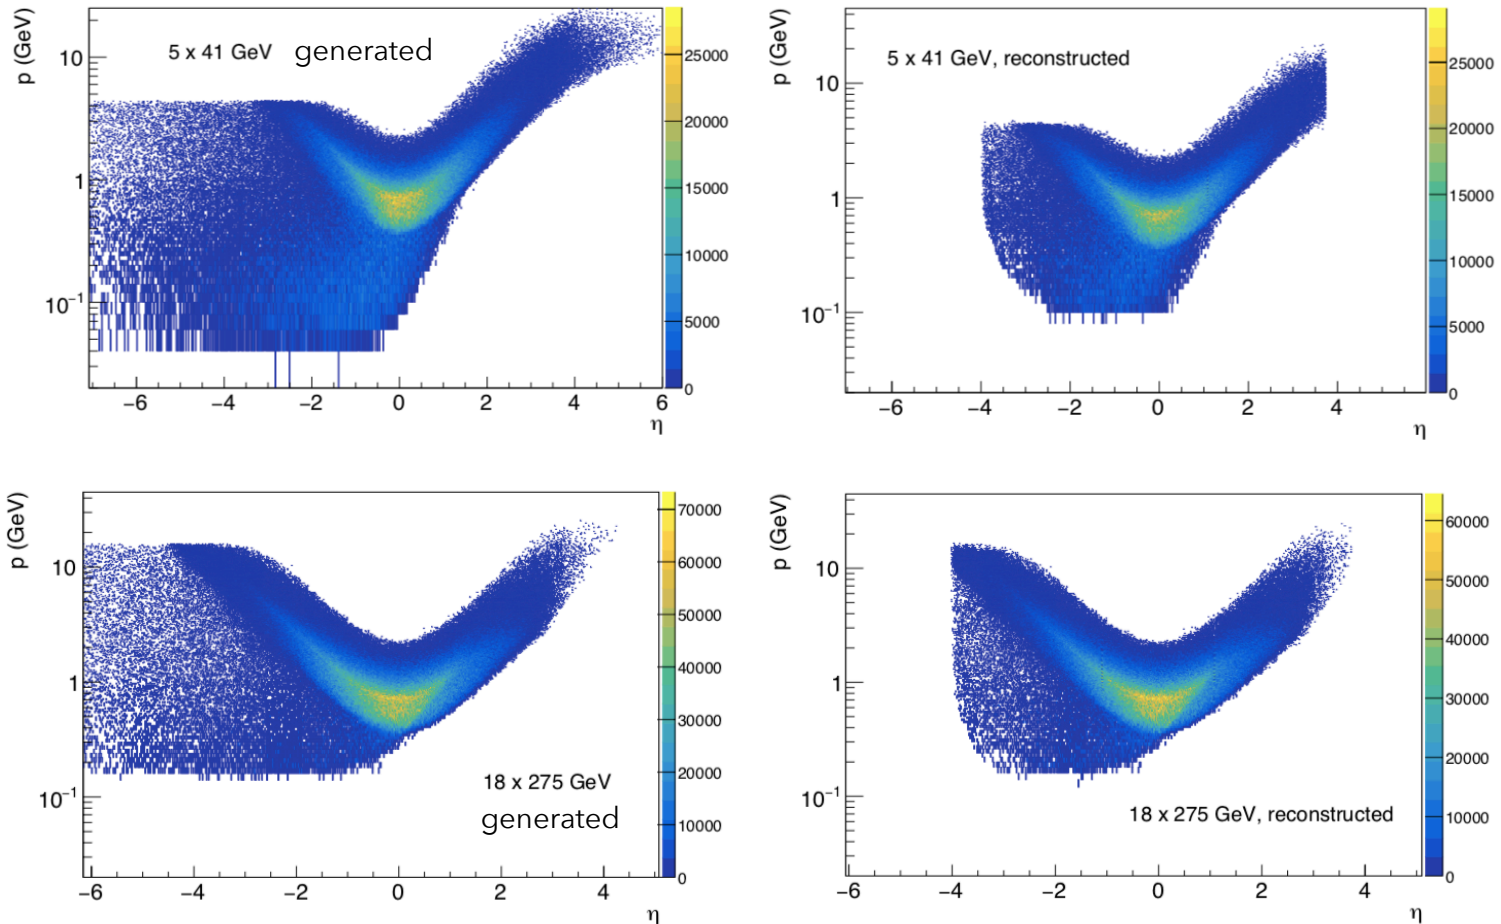 p (GeV)
5 x 41 GeV generated
10
1
10⁻¹
−6 −4 −2 0 2 4 6
η
25000
20000
15000
10000
5000
0
p (GeV)
5 x 41 GeV, reconstructed
10
1
10⁻¹
−6 −4 −2 0 2 4
η
25000
20000
15000
10000
5000
0
p (GeV)
10
1
10⁻¹
18 x 275 GeV
generated
−6 −4 −2 0 2 4
η
70000
60000
50000
40000
30000
20000
10000
0
p (GeV)
10
1
10⁻¹
18 x 275 GeV, reconstructed
−6 −4 −2 0 2 4
η
60000
50000
40000
30000
20000
10000
0